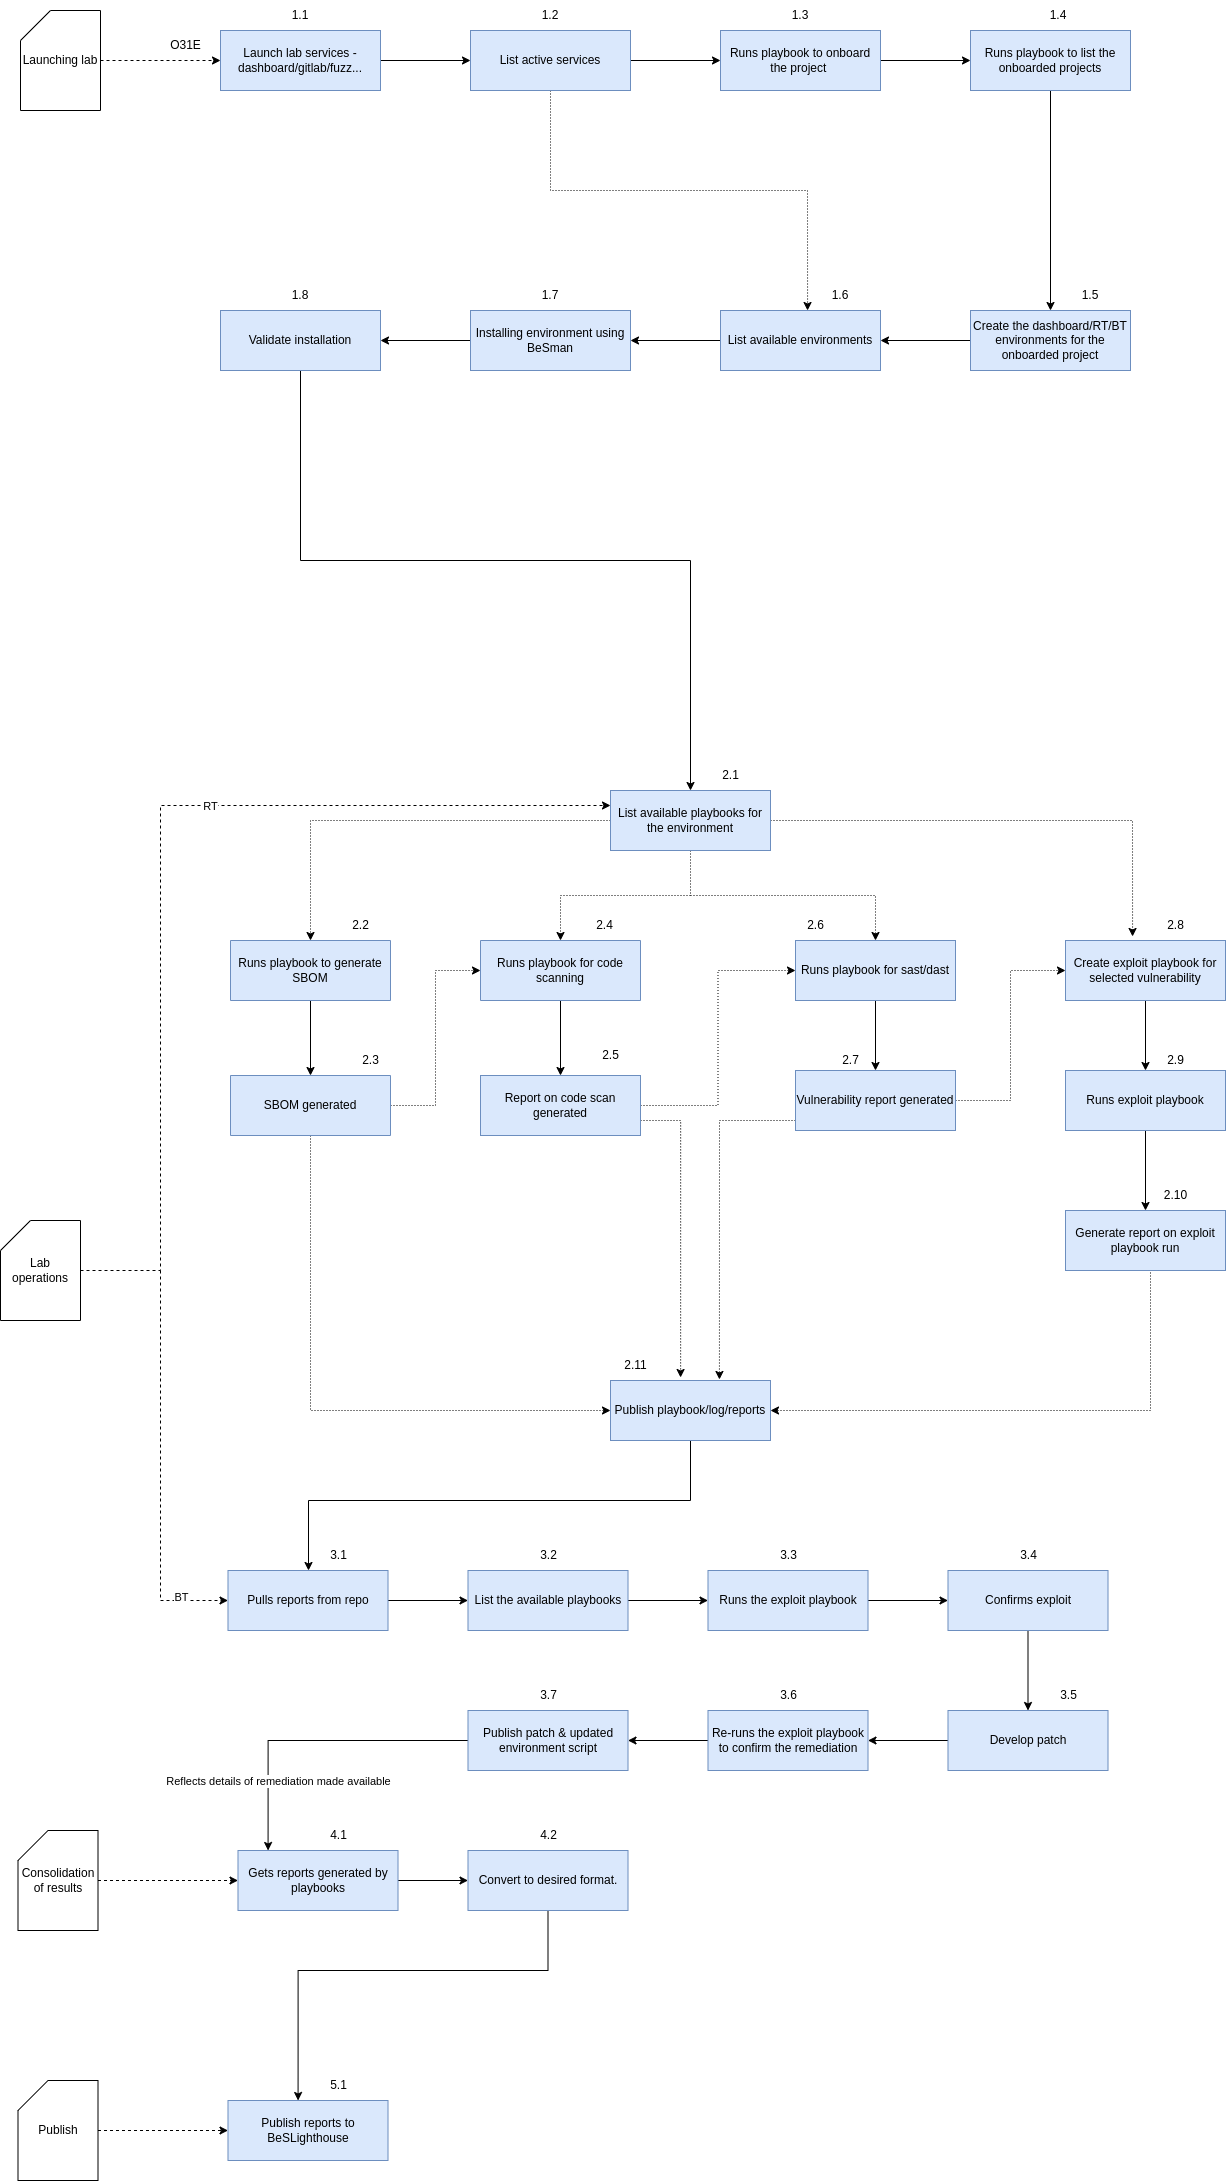 1.1
1.2
1.3
1.4
Launching lab
O31E
Launch lab services -
dashboard/gitlab/fuzz...
List active services
Runs playbook to onboard
the project
Runs playbook to list the
onboarded projects
1.8
1.7
1.6
1.5
Validate installation
Installing environment using
BeSman
List available environments
Create the dashboard/RT/BT
environments for the
onboarded project
2.1
RT
List available playbooks for
the environment
2.2
2.4
2.6
2.8
Runs playbook to generate
SBOM
Runs playbook for code
scanning
Runs playbook for sast/dast
Create exploit playbook for
selected vulnerability
2.3
2.5
2.7
2.9
SBOM generated
Report on code scan
generated
Vulnerability report generated
Runs exploit playbook
2.10
Lab
operations
Generate report on exploit
playbook run
2.11
Publish playbook/log/reports
3.1
3.2
3.3
3.4
BT
Pulls reports from repo
List the available playbooks
Runs the exploit playbook
Confirms exploit
3.7
3.6
3.5
Publish patch & updated
environment script
Re-runs the exploit playbook
to confirm the remediation
Develop patch
Reflects details of remediation made available
4.1
4.2
Consolidation
of results
Gets reports generated by
playbooks
Convert to desired format.
5.1
Publish
Publish reports to
BeSLighthouse